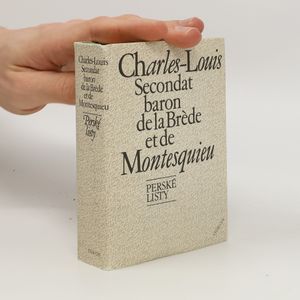 Charles-Louis
Secondat
baron
de la Brède
et de
Montesquieu
Perské
listy
Charles-Louis
Secondat
baron
de la Brède
et de
Montesquieu
PERSKÉ
LISTY